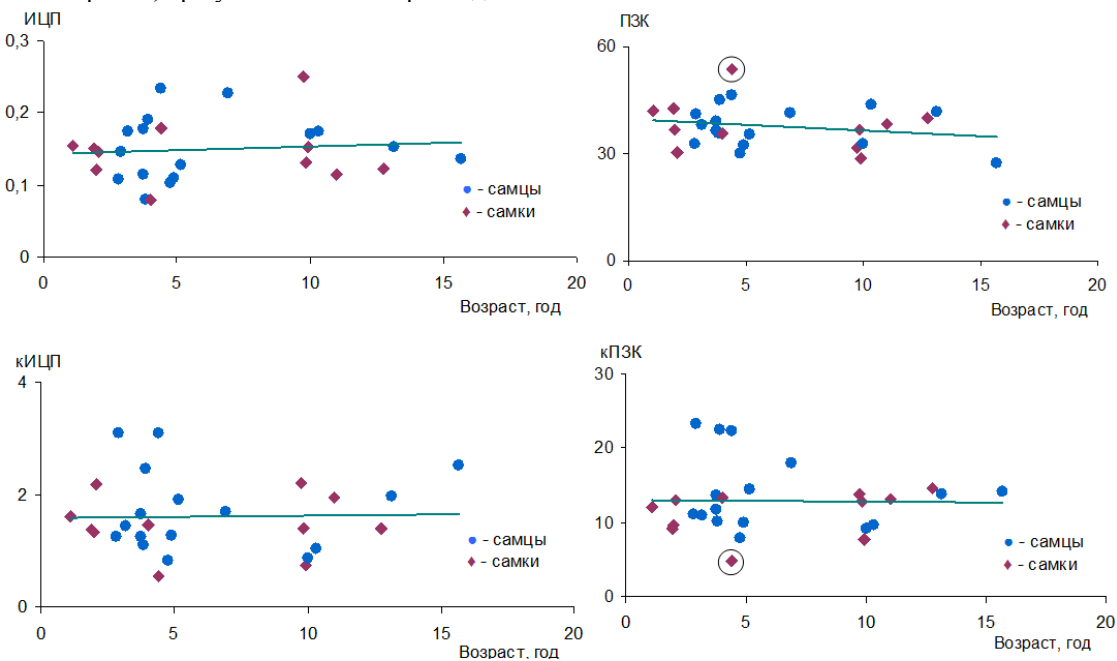 ИЦП
0,3
0,2
0,1
0
0 5 10 15 20
Возраст, год
- самцы
- самки
ПЗК
60
30
0
0 5 10 15 20
Возраст, год
- самцы
- самки
кИЦП
4
2
0
0 5 10 15 20
Возраст, год
- самцы
- самки
кПЗК
30
20
10
0
0 5 10 15 20
Возраст, год
- самцы
- самки